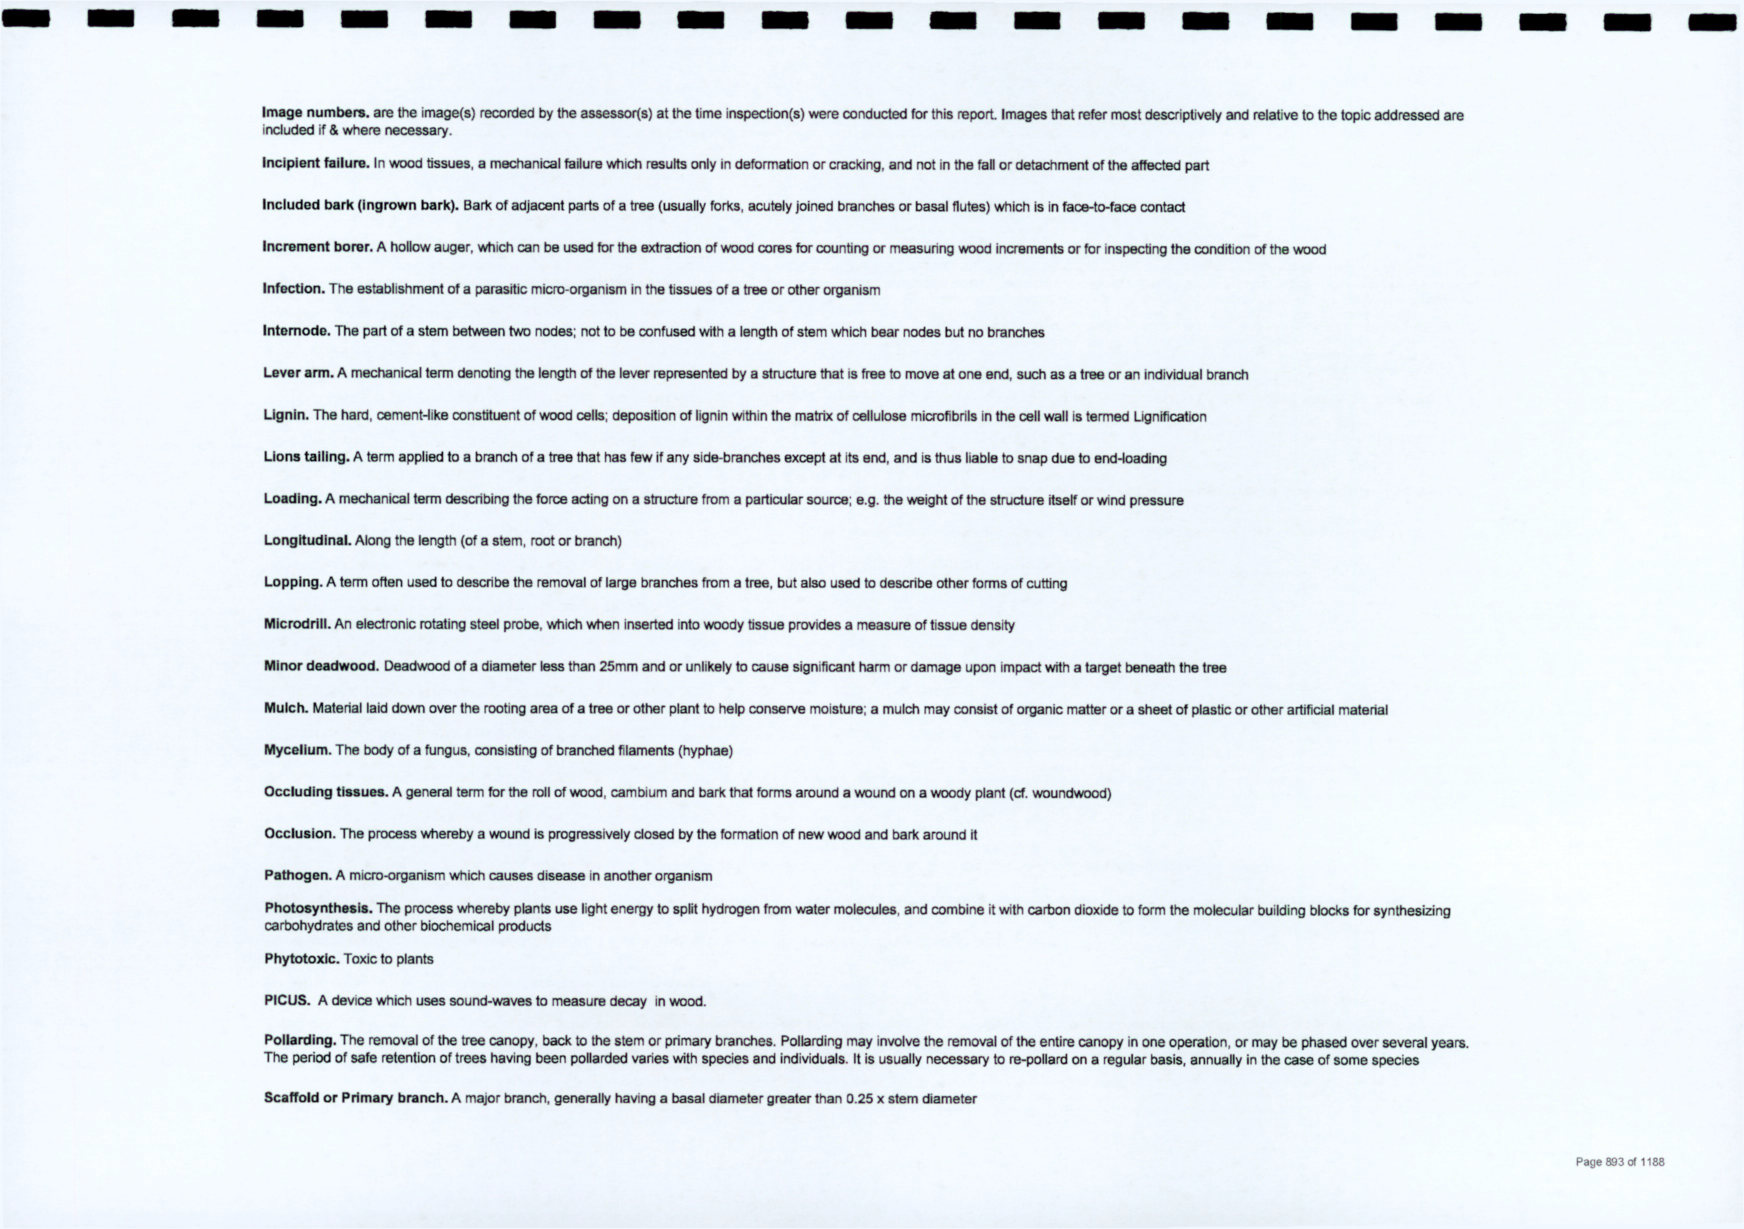 Image numbers. are the image(s) recorded by the assessor(s) at the time inspection(s) were conducted for this report. Images that refer most descriptively and relative to the topic addressed are
included if & where necessary.
Incipient failure. In wood tissues, a mechanical failure which results only in deformation or cracking, and not in the fall or detachment of the affected part
Included bark (ingrown bark). Bark of adjacent parts of a tree (usually forks, acutely joined branches or basal flutes) which is in face-to-face contact
Increment borer. A hollow auger, which can be used for the extraction of wood cores for counting or measuring wood increments or for inspecting the condition of the wood
Infection. The establishment of a parasitic micro-organism in the tissues of a tree or other organism
Internode. The part of a stem between two nodes; not to be confused with a length of stem which bear nodes but no branches
Lever arm. A mechanical term denoting the length of the lever represented by a structure that is free to move at one end, such as a tree or an individual branch
Lignin. The hard, cement-like constituent of wood cells; deposition of lignin within the matrix of cellulose microfibrils in the cell wall is termed Lignification
Lions tailing. A term applied to a branch of a tree that has few if any side-branches except at its end, and is thus liable to snap due to end-loading
Loading. A mechanical term describing the force acting on a structure from a particular source; e.g. the weight of the structure itself or wind pressure
Longitudinal. Along the length (of a stem, root or branch)
Lopping. A term often used to describe the removal of large branches from a tree, but also used to describe other forms of cutting
Microdrill. An electronic rotating steel probe, which when inserted into woody tissue provides a measure of tissue density
Minor deadwood. Deadwood of a diameter less than 25mm and or unlikely to cause significant harm or damage upon impact with a target beneath the tree
Mulch. Material laid down over the rooting area of a tree or other plant to help conserve moisture; a mulch may consist of organic matter or a sheet of plastic or other artificial material
Mycelium. The body of a fungus, consisting of branched filaments (hyphae)
Occluding tissues. A general term for the roll of wood, cambium and bark that forms around a wound on a woody plant (cf. woundwood)
Occlusion. The process whereby a wound is progressively closed by the formation of new wood and bark around it
Pathogen. A micro-organism which causes disease in another organism
Photosynthesis. The process whereby plants use light energy to split hydrogen from water molecules, and combine it with carbon dioxide to form the molecular building blocks for synthesizing
carbohydrates and other biochemical products
Phytotoxic. Toxic to plants
PICUS. A device which uses sound-waves to measure decay in wood.
Pollarding. The removal of the tree canopy, back to the stem or primary branches. Pollarding may involve the removal of the entire canopy in one operation, or may be phased over several years.
The period of safe retention of trees having been pollarded varies with species and individuals. It is usually necessary to re-pollard on a regular basis, annually in the case of some species
Scaffold or Primary branch. A major branch, generally having a basal diameter greater than 0.25 x stem diameter
Page 893 of 1188